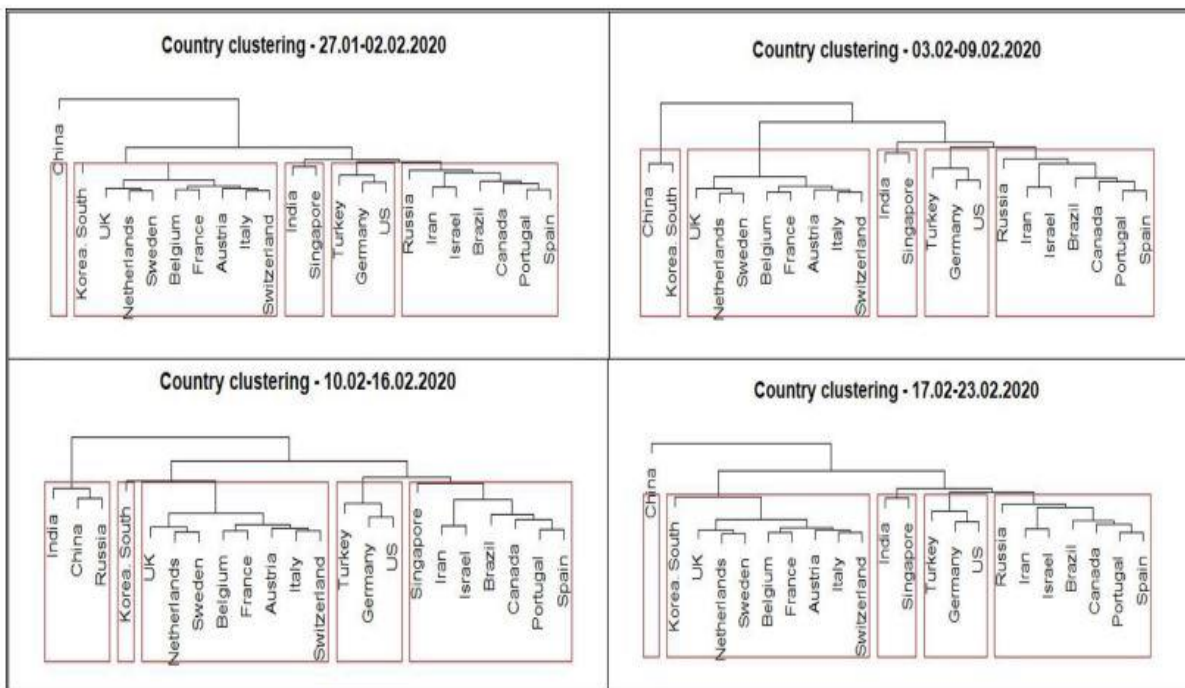 Country clustering - 27.01-02.02.2020
China
Korea. South
UK
Netherlands
Sweden
Belgium
France
Austria
Italy
Switzerland
India
Singapore
Turkey
Germany
US
Russia
Iran
Israel
Brazil
Canada
Portugal
Spain
Country clustering - 03.02-09.02.2020
China
Korea. South
UK
Netherlands
Sweden
Belgium
France
Austria
Italy
Switzerland
India
Singapore
Turkey
Germany
US
Russia
Iran
Israel
Brazil
Canada
Portugal
Spain
Country clustering - 10.02-16.02.2020
India
China
Russia
Korea. South
UK
Netherlands
Sweden
Belgium
France
Austria
Italy
Switzerland
Turkey
Germany
US
Singapore
Iran
Israel
Brazil
Canada
Portugal
Spain
Country clustering - 17.02-23.02.2020
China
Korea. South
UK
Netherlands
Sweden
Belgium
France
Austria
Italy
Switzerland
India
Singapore
Turkey
Germany
US
Russia
Iran
Israel
Brazil
Canada
Portugal
Spain